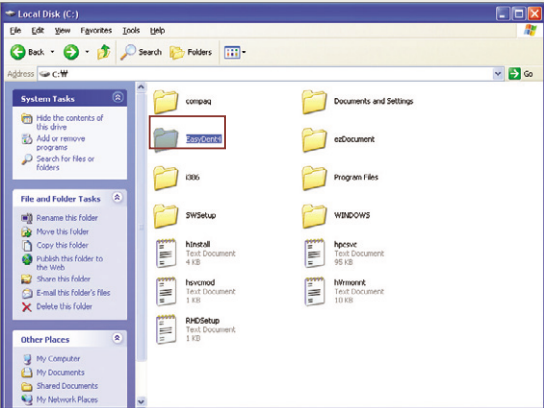 Local Disk (C:)
File Edit View Favorites Tools Help
Back Search Folders
Address C:₩ Go
System Tasks
Hide the contents of
this drive
Add or remove
programs
Search for files or
folders
File and Folder Tasks
Rename this folder
Move this folder
Copy this folder
Publish this folder to
the Web
Share this folder
E-mail this folder's files
Delete this folder
Other Places
My Computer
My Documents
Shared Documents
My Network Places
compaq
Documents and Settings
EasyDent4
ezDocument
i386
Program Files
SWSetup
WINDOWS
hInstall
Text Document
4 KB
hpcsvc
Text Document
95 KB
hsvcmod
Text Document
1 KB
Text Document
10 KB
RHDSetup
Text Document
1 KB